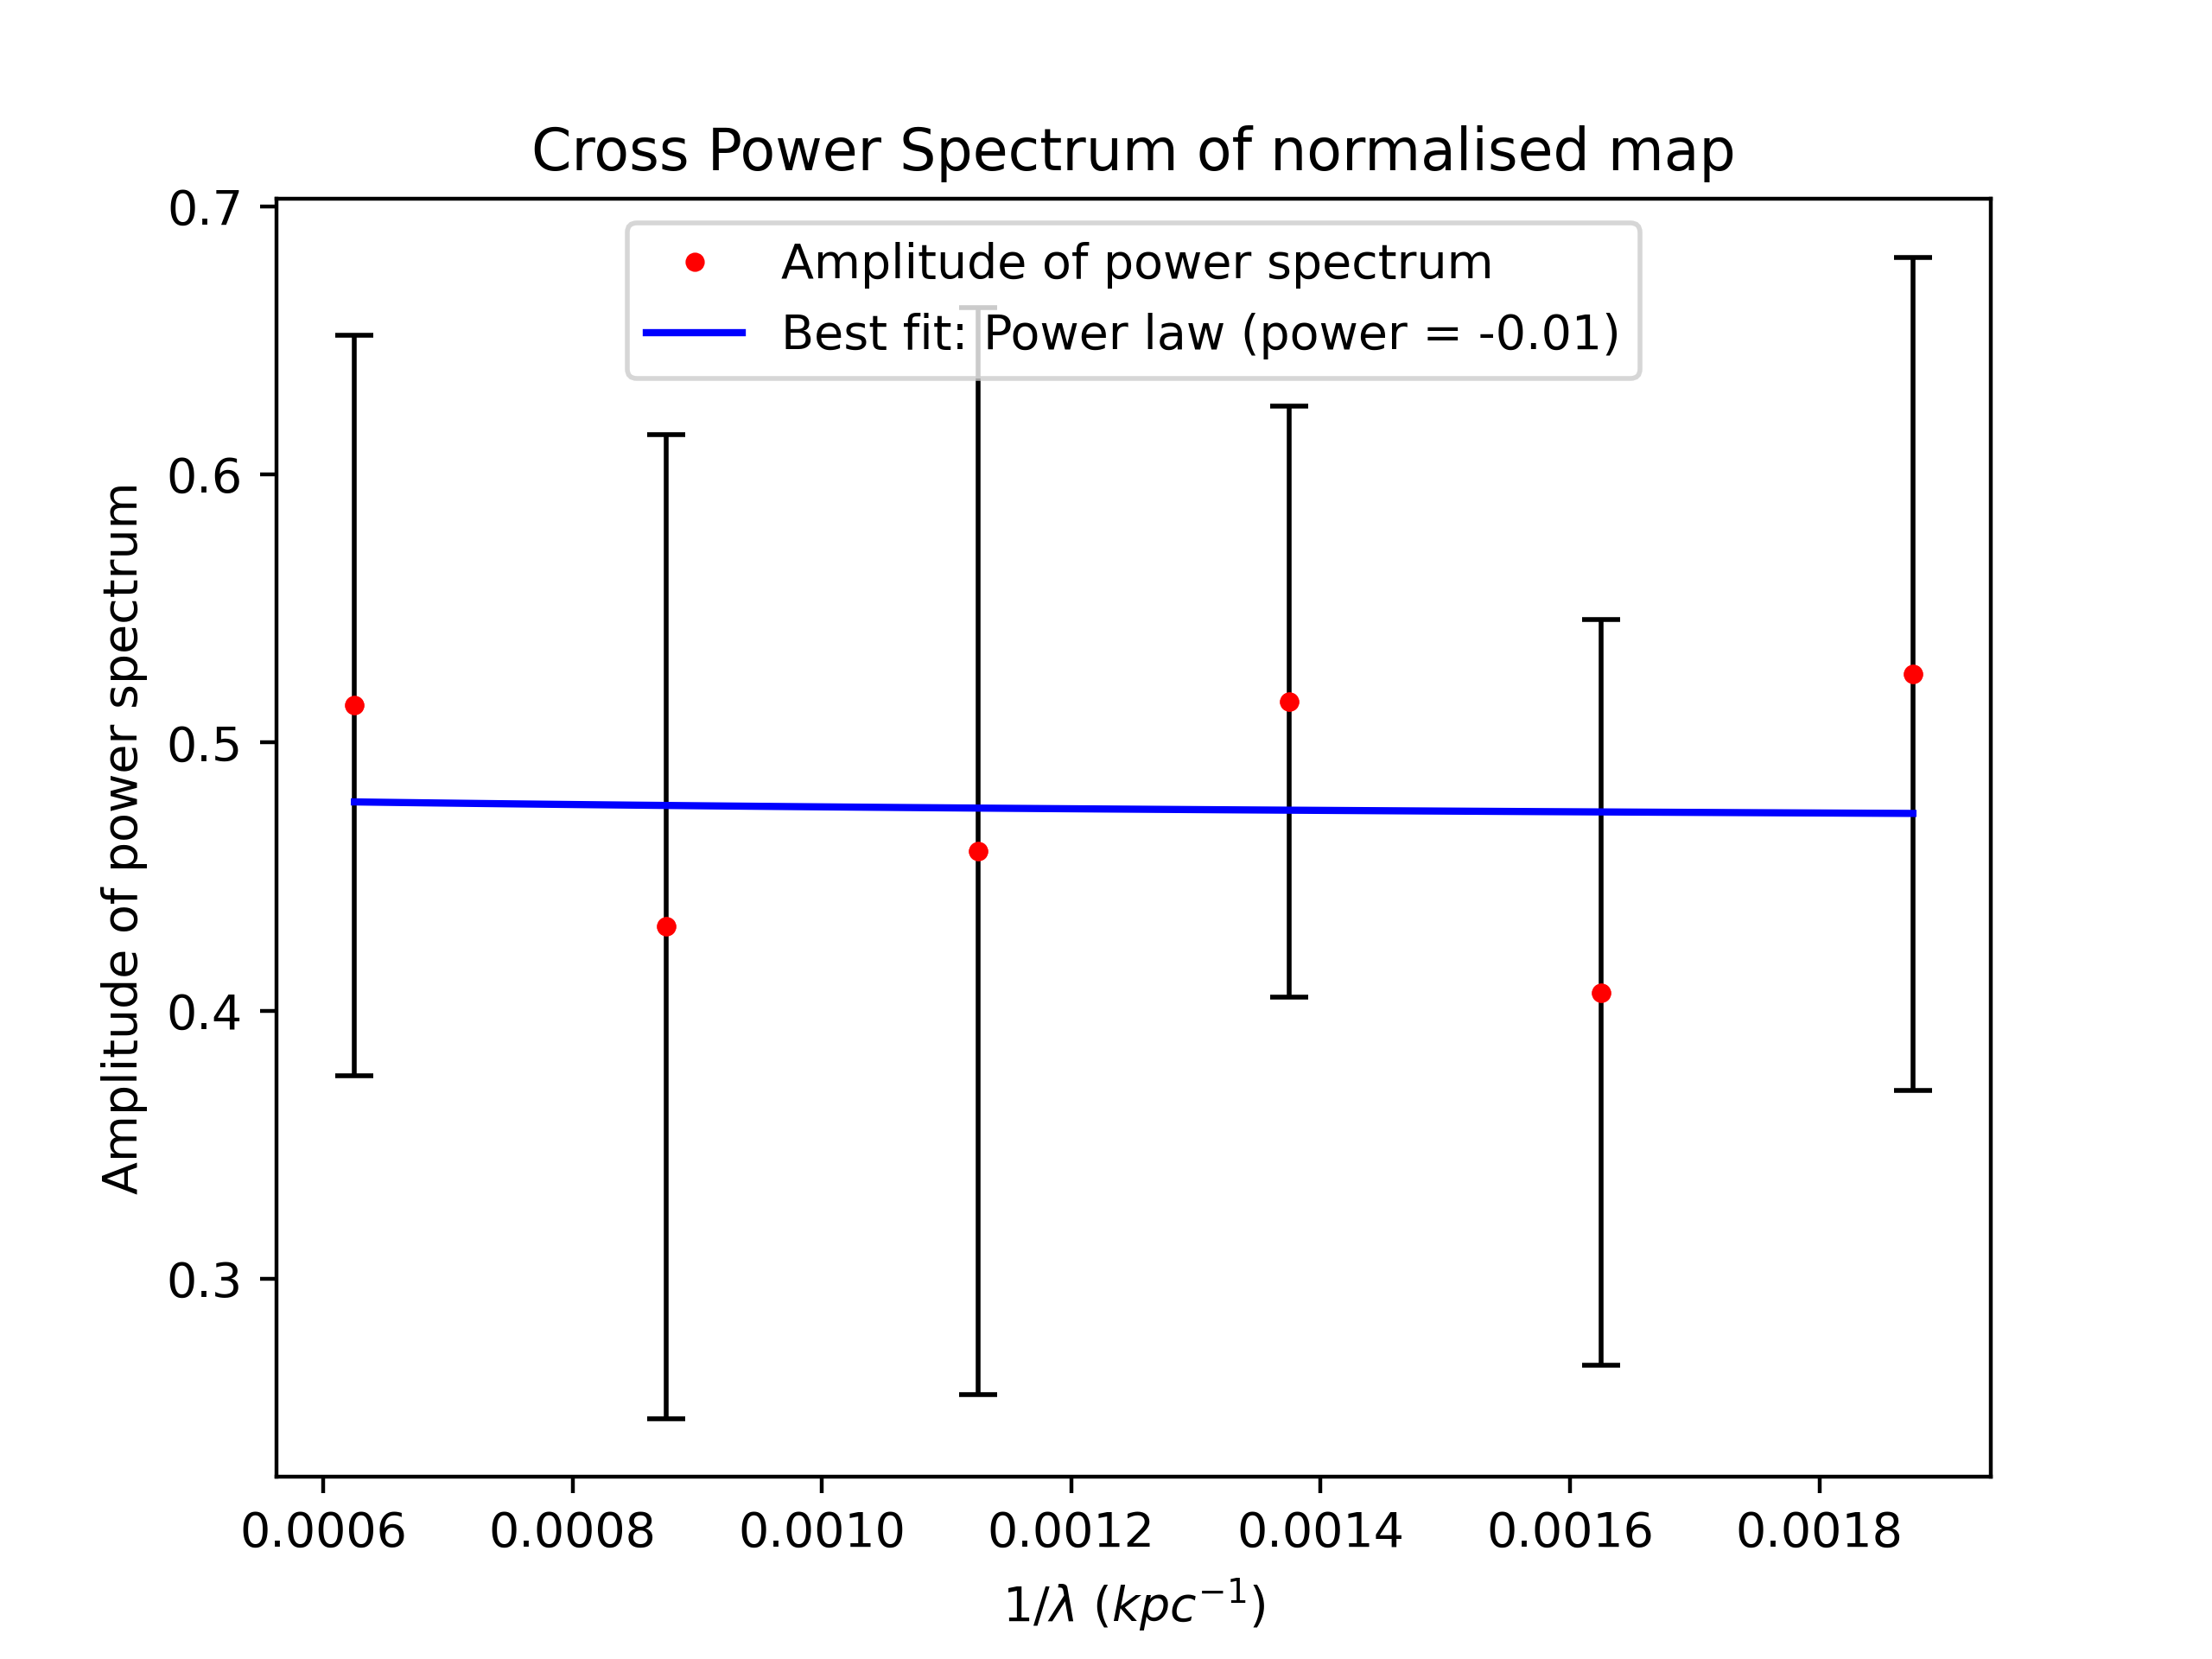 Cross Power Spectrum of normalised map
Amplitude of power spectrum
Best fit: Power law (power = -0.01)
Amplitude of power spectrum
0.7
0.6
0.5
0.4
0.3
0.0006 0.0008 0.0010 0.0012 0.0014 0.0016 0.0018
1/λ (kpc⁻¹)